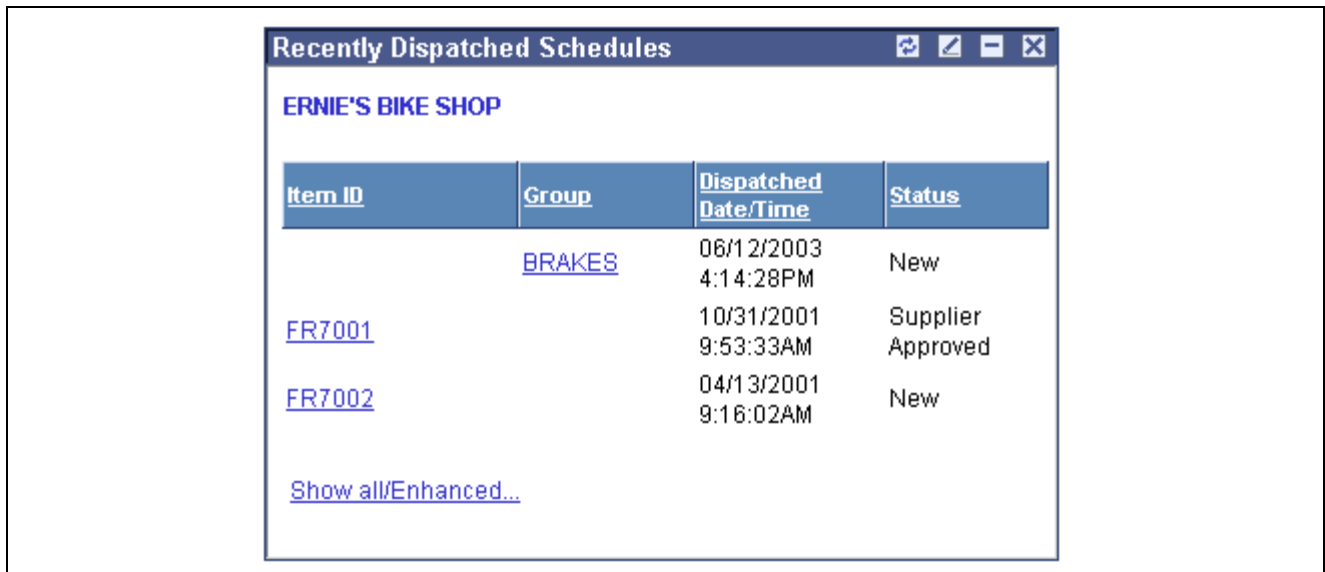 Recently Dispatched Schedules
ERNIE'S BIKE SHOP
Item ID Group Dispatched Date/Time Status
BRAKES 06/12/2003 4:14:28PM New
FR7001 10/31/2001 9:53:33AM Supplier Approved
FR7002 04/13/2001 9:16:02AM New
Show all/Enhanced...